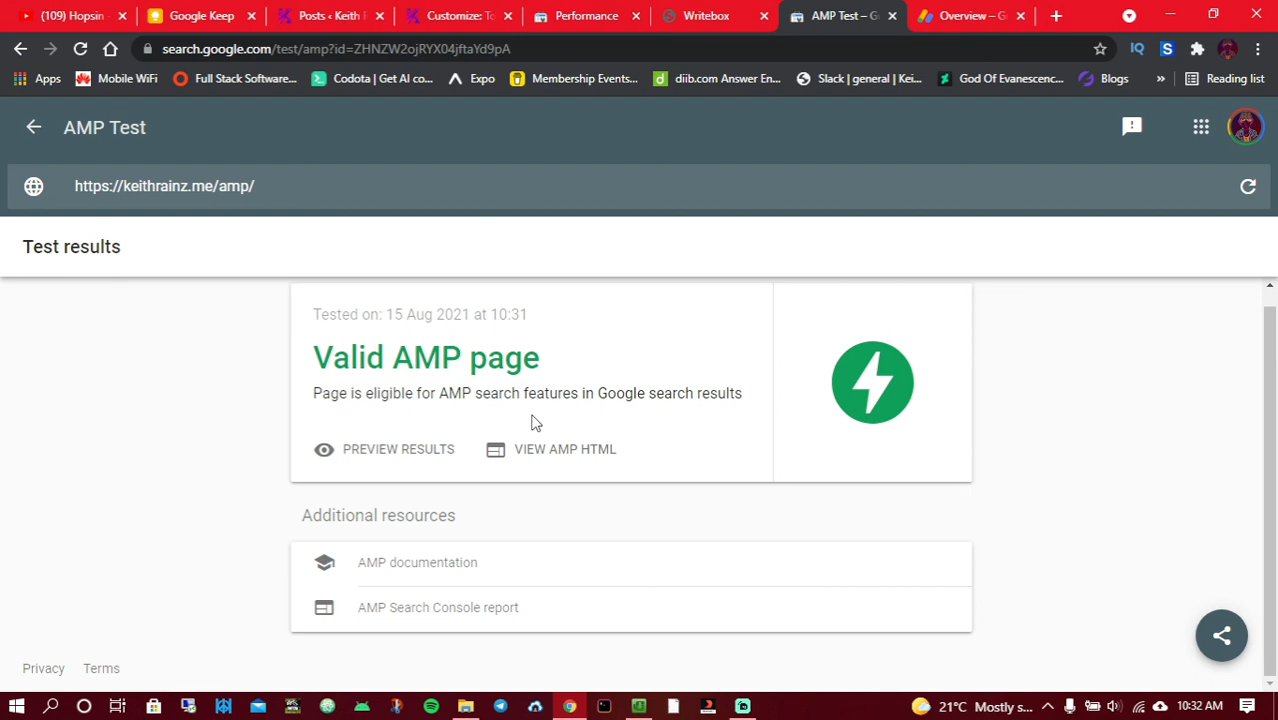 (109) Hopsin -
Google Keep
Posts ‹ Keith
Customize: To
Performance
Writebox
AMP Test – G
Overview – G
search.google.com/test/amp?id=ZHNZW2ojRYX04jftaYd9pA
IQ
S
Apps
Mobile WiFi
Full Stack Software...
Codota | Get AI co...
Expo
Membership Events...
diib.com Answer En...
Slack | general | Kei...
God Of Evanescenc...
Blogs
»
Reading list
AMP Test
https://keithrainz.me/amp/
Test results
Tested on: 15 Aug 2021 at 10:31
Valid AMP page
Page is eligible for AMP search features in Google search results
PREVIEW RESULTS
VIEW AMP HTML
Additional resources
AMP documentation
AMP Search Console report
Privacy
Terms
21°C Mostly s...
10:32 AM